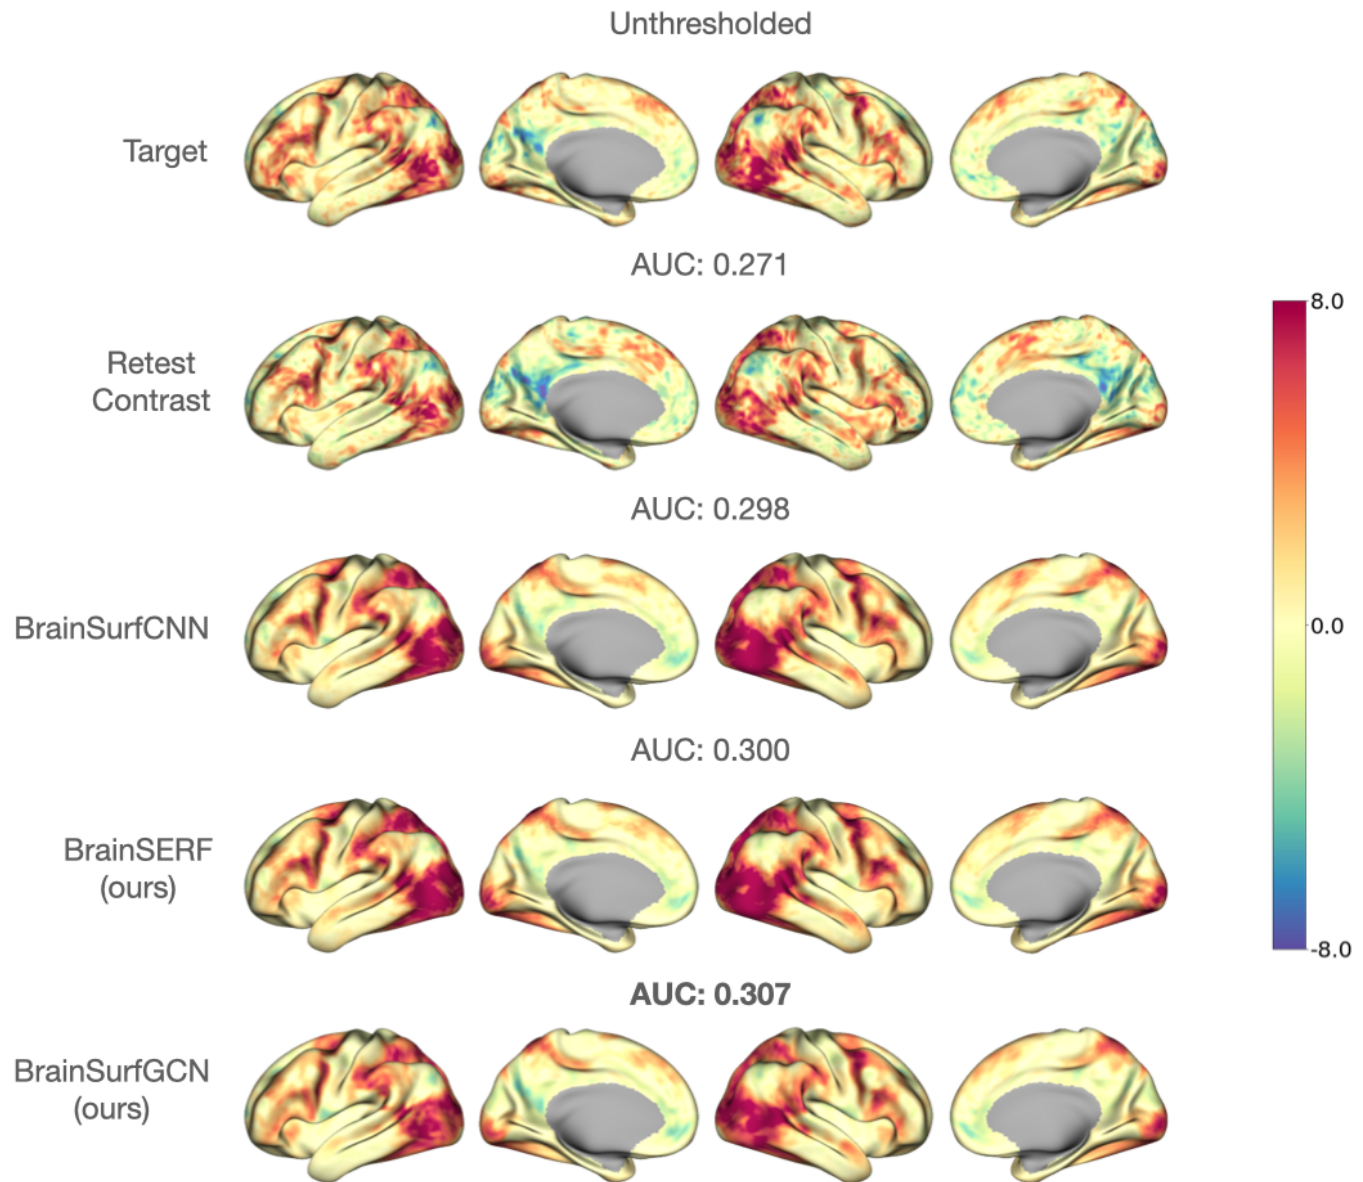 Unthresholded
Target
AUC: 0.271
Retest
Contrast
AUC: 0.298
BrainSurfCNN
AUC: 0.300
BrainSERF
(ours)
AUC: 0.307
BrainSurfGCN
(ours)
8.0
0.0
-8.0